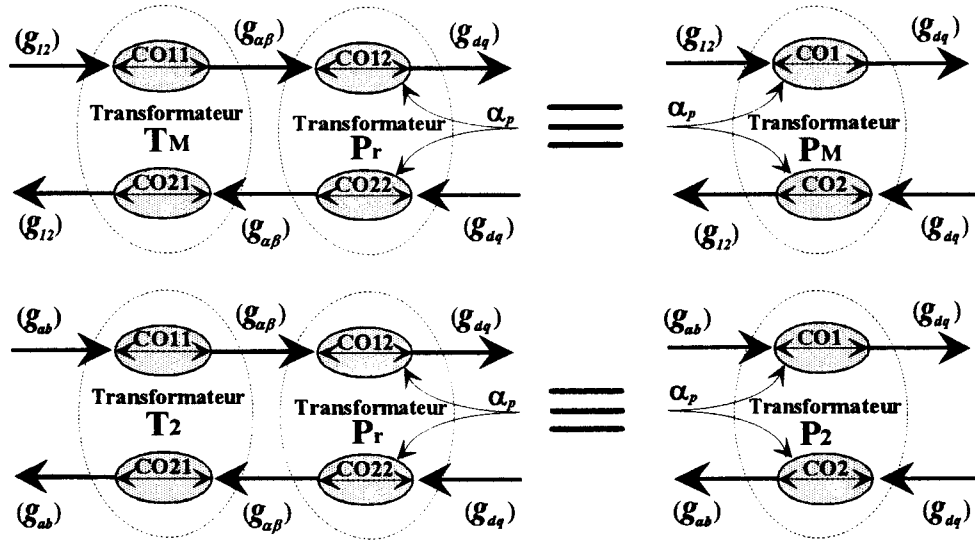 (g12) (gαβ) (gdq) (g12) (gdq)
CO11 CO12 CO1
Transformateur αp αp
TM Transformateur Transformateur
Pr PM
CO21 CO22 CO2
(g12) (gαβ) (gdq) (g12) (gdq)
(gab) (gαβ) (gdq) (gab) (gdq)
CO11 CO12 CO1
Transformateur αp αp
T2 Transformateur Transformateur
Pr P2
CO21 CO22 CO2
(gab) (gαβ) (gdq) (gab) (gdq)